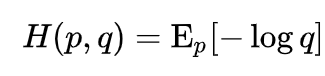 H(p, q) = E_p[− log q]